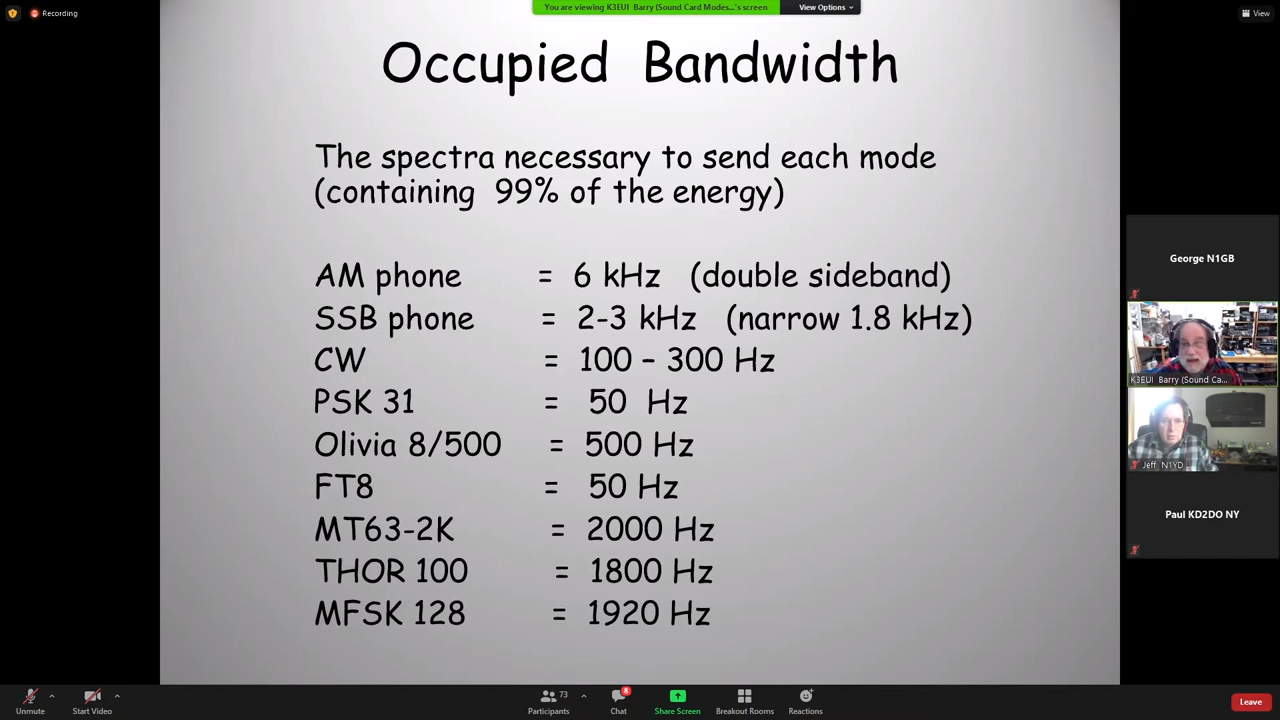 Recording
You are viewing K3EUI Barry (Sound Card Modes...'s screen
View Options
View
Occupied Bandwidth
The spectra necessary to send each mode
(containing 99% of the energy)
AM phone = 6 kHz (double sideband)
SSB phone = 2-3 kHz (narrow 1.8 kHz)
CW = 100 – 300 Hz
PSK 31 = 50 Hz
Olivia 8/500 = 500 Hz
FT8 = 50 Hz
MT63-2K = 2000 Hz
THOR 100 = 1800 Hz
MFSK 128 = 1920 Hz
George N1GB
K3EUI Barry (Sound Ca...
Jeff N1YD
Paul KD2DO NY
Unmute
Start Video
Participants 73
Chat 8
Share Screen
Breakout Rooms
Reactions
Leave